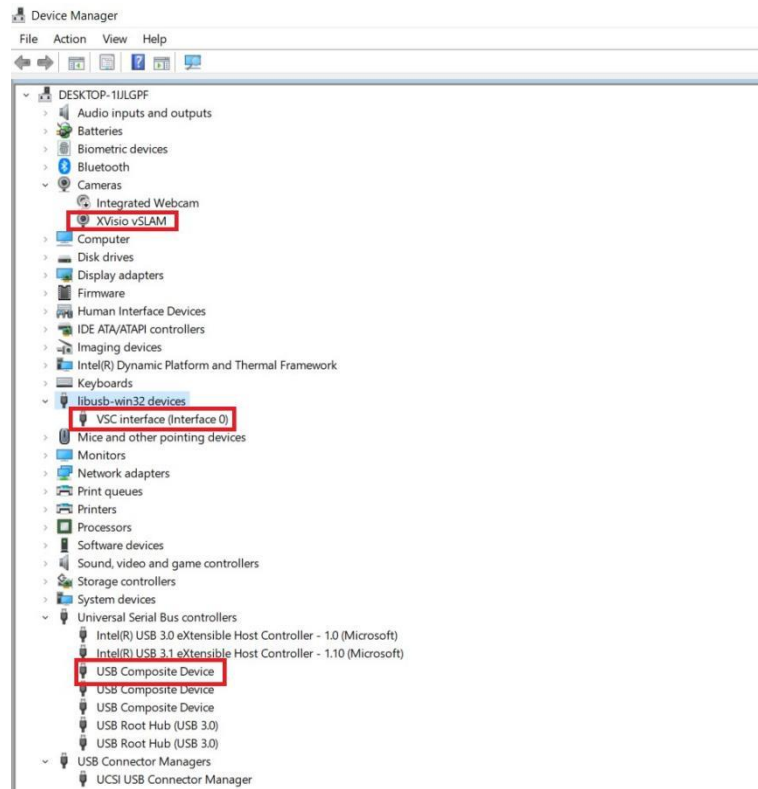 Device Manager
File Action View Help
DESKTOP-1IJLGPF
Audio inputs and outputs
Batteries
Biometric devices
Bluetooth
Cameras
Integrated Webcam
XVisio vSLAM
Computer
Disk drives
Display adapters
Firmware
Human Interface Devices
IDE ATA/ATAPI controllers
Imaging devices
Intel(R) Dynamic Platform and Thermal Framework
Keyboards
libusb-win32 devices
VSC interface (Interface 0)
Mice and other pointing devices
Monitors
Network adapters
Print queues
Printers
Processors
Software devices
Sound, video and game controllers
Storage controllers
System devices
Universal Serial Bus controllers
Intel(R) USB 3.0 eXtensible Host Controller - 1.0 (Microsoft)
Intel(R) USB 3.1 eXtensible Host Controller - 1.10 (Microsoft)
USB Composite Device
USB Composite Device
USB Composite Device
USB Root Hub (USB 3.0)
USB Root Hub (USB 3.0)
USB Connector Managers
UCSI USB Connector Manager